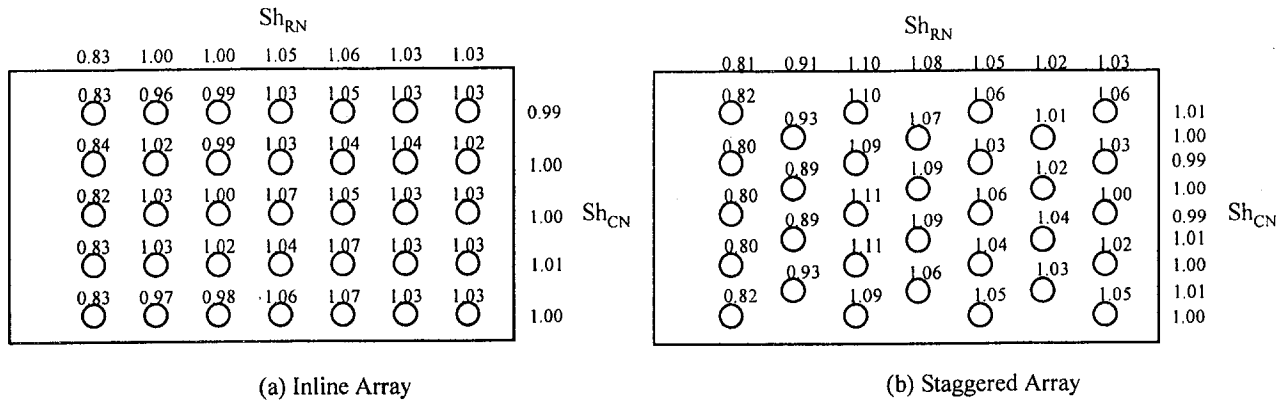 Sh_RN
0.83 1.00 1.00 1.05 1.06 1.03 1.03
0.83 0.96 0.99 1.03 1.05 1.03 1.03 0.99
0.84 1.02 0.99 1.03 1.04 1.04 1.02 1.00
0.82 1.03 1.00 1.07 1.05 1.03 1.03 1.00 Sh_CN
0.83 1.03 1.02 1.04 1.07 1.03 1.03 1.01
0.83 0.97 0.98 1.06 1.07 1.03 1.03 1.00
(a) Inline Array
Sh_RN
0.81 0.91 1.10 1.08 1.05 1.02 1.03
0.82 1.10 1.06 1.06 1.01
0.93 1.07 1.01 1.00
0.80 1.09 1.03 1.03 0.99
0.89 1.09 1.02 1.00
0.80 1.11 1.06 1.00 0.99 Sh_CN
0.89 1.09 1.04 1.01
0.80 1.11 1.04 1.02 1.00
0.93 1.06 1.03 1.01
0.82 1.09 1.05 1.05 1.00
(b) Staggered Array